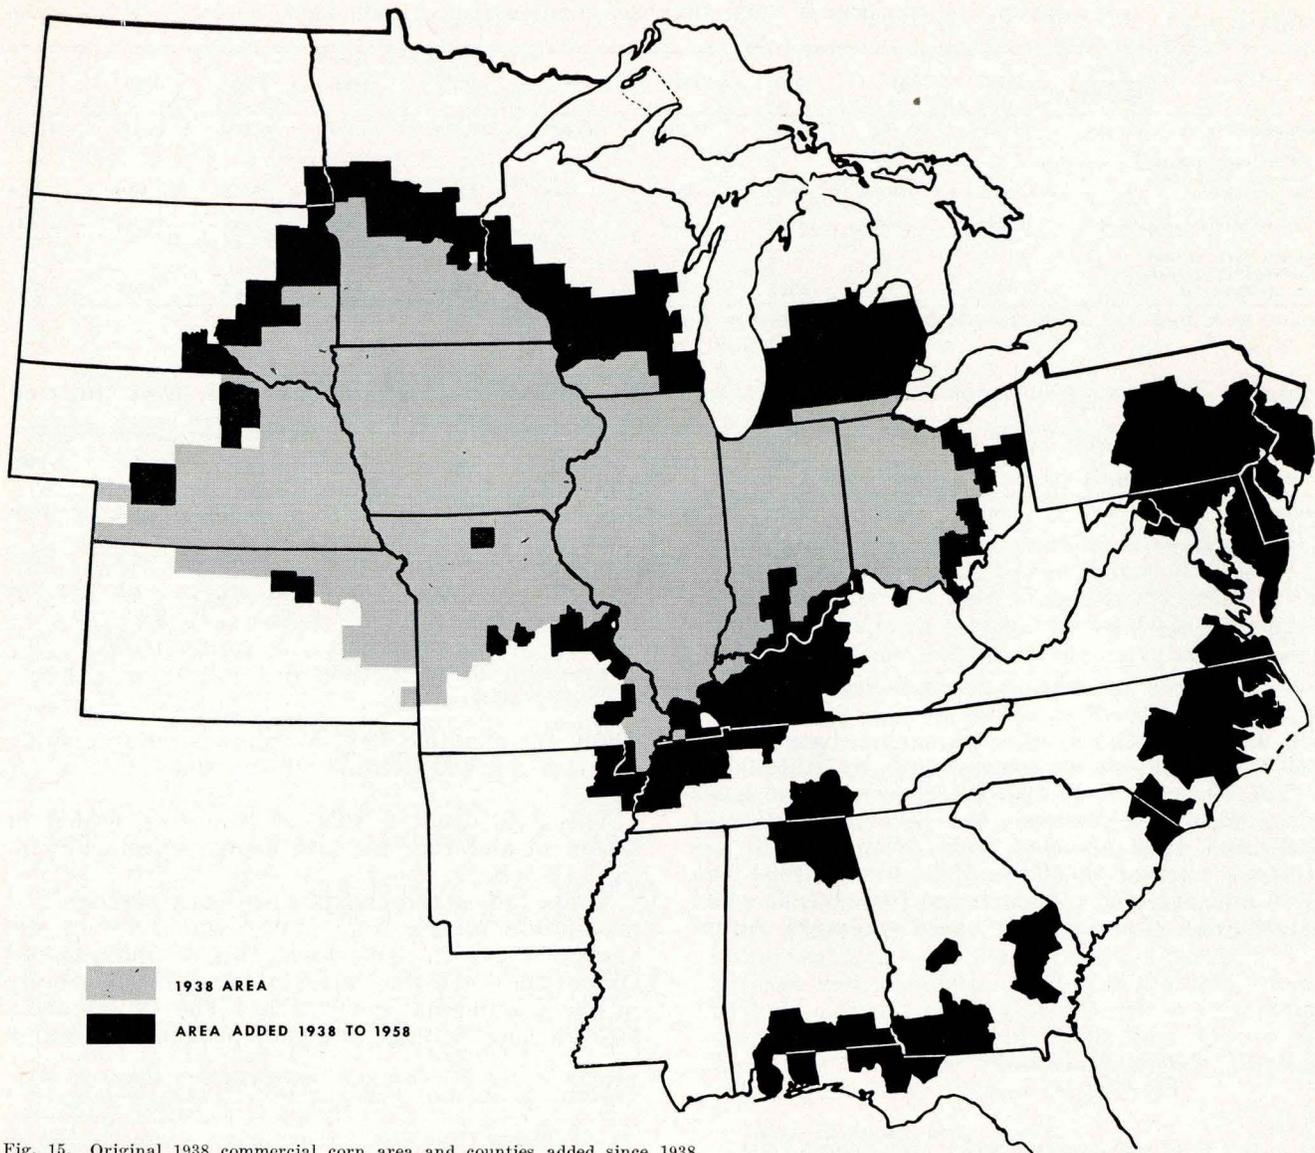 1938 AREA
AREA ADDED 1938 TO 1958
Fig. 15. Original 1938 commercial corn area and counties added since 1938